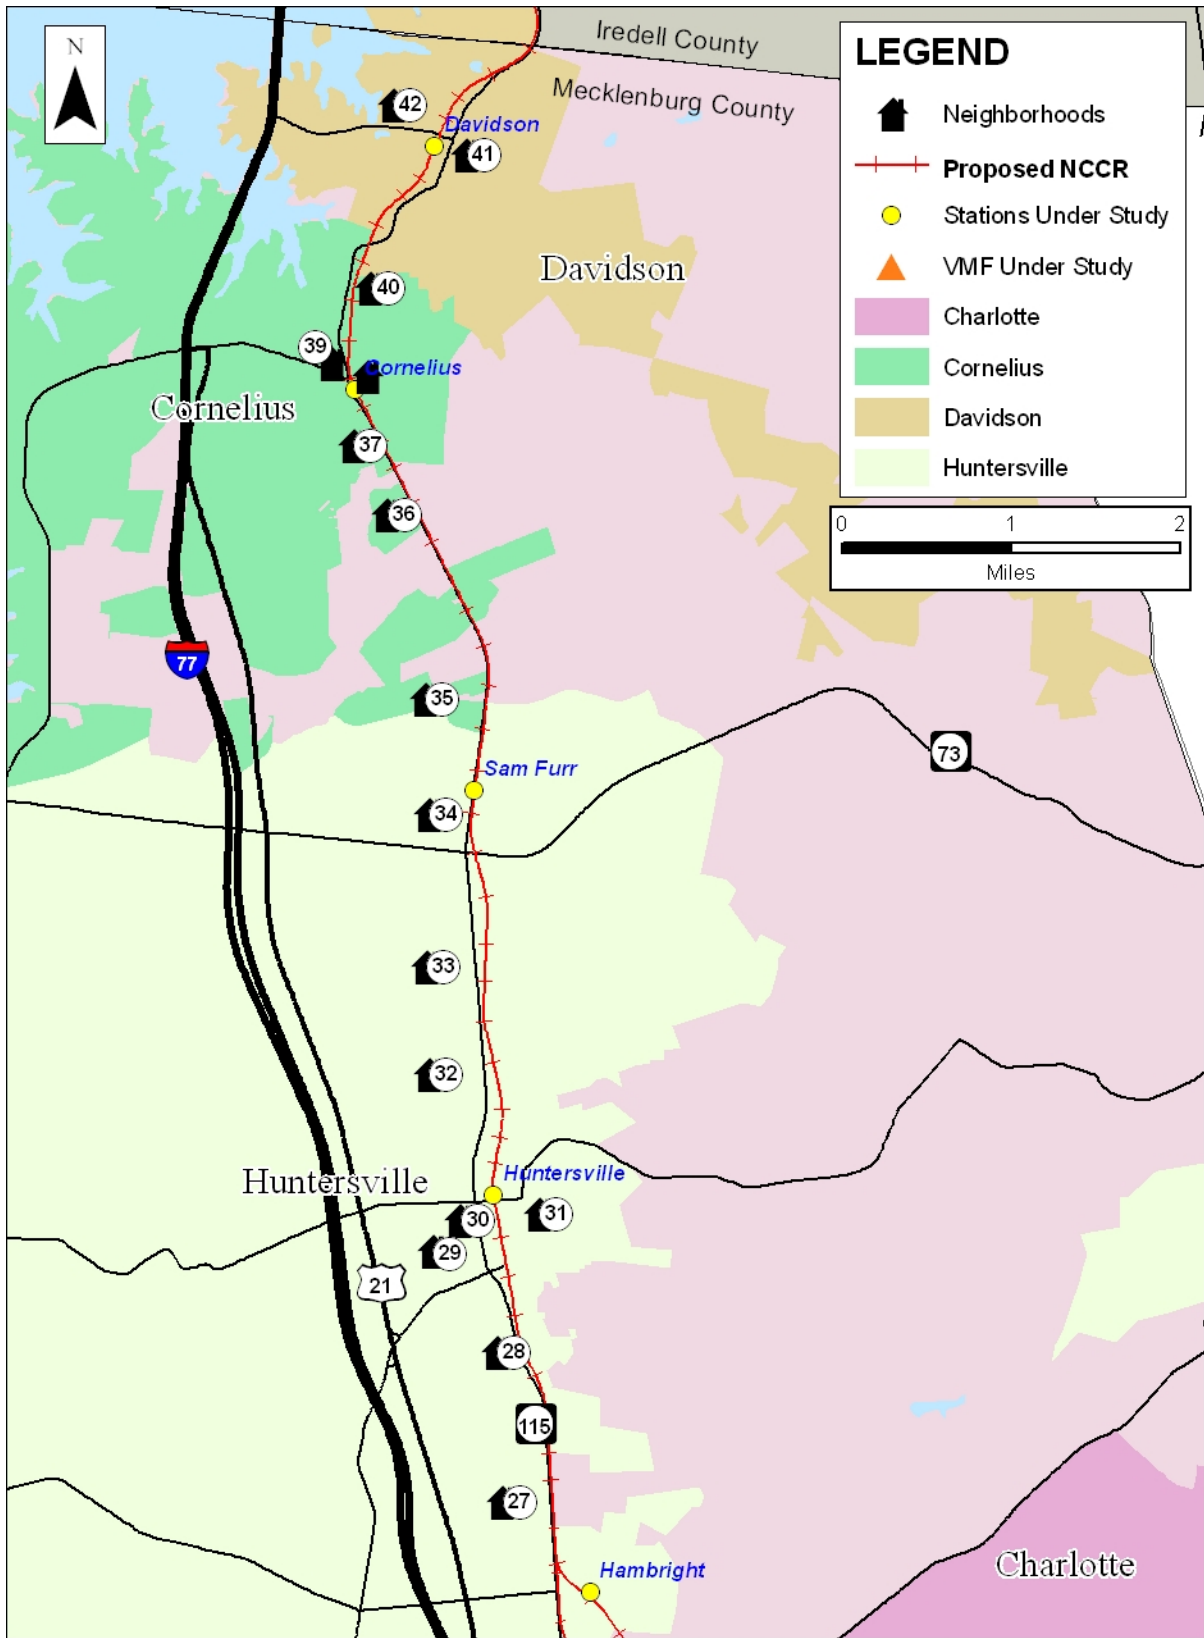 N
Iredell County
Mecklenburg County
LEGEND
Neighborhoods
Proposed NCCR
Stations Under Study
VMF Under Study
Charlotte
Cornelius
Davidson
Huntersville
0 1 2
Miles
42
Davidson
41
Davidson
40
39
Cornelius
Cornelius
37
36
77
35
73
Sam Furr
34
33
32
Huntersville
Huntersville
31
30
29
21
28
115
27
Hambright
Charlotte